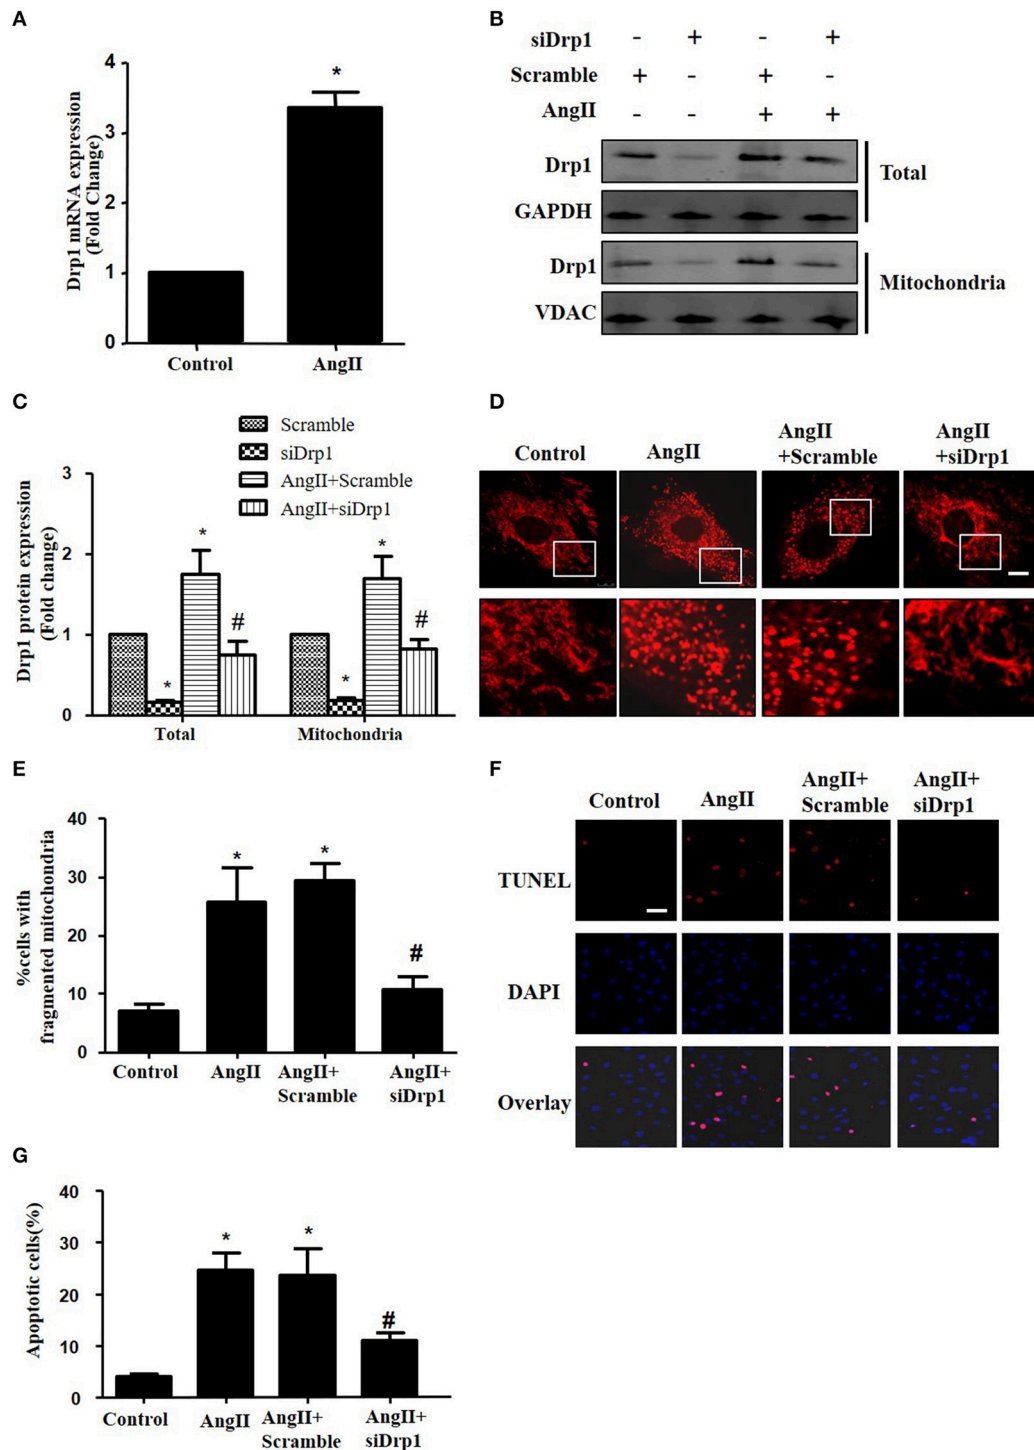 A
Drp1 mRNA expression
(Fold Change)
4
3
2
1
0
*
Control
AngII
B
siDrp1 - + - +
Scramble + - + -
AngII - - + +
Drp1
GAPDH
Total
Drp1
VDAC
Mitochondria
C
Scramble
siDrp1
AngII+Scramble
AngII+siDrp1
Drp1 protein expression
(Fold change)
3
2
1
0
* * # * * #
Total
Mitochondria
D
Control
AngII
AngII
+Scramble
AngII
+siDrp1
E
%cells with
fragmented mitochondria
40
30
20
10
0
* * #
Control
AngII
AngII+
Scramble
AngII+
siDrp1
F
Control
AngII
AngII+
Scramble
AngII+
siDrp1
TUNEL
DAPI
Overlay
G
Apoptotic cells(%)
40
30
20
10
0
* * #
Control
AngII
AngII+
Scramble
AngII+
siDrp1